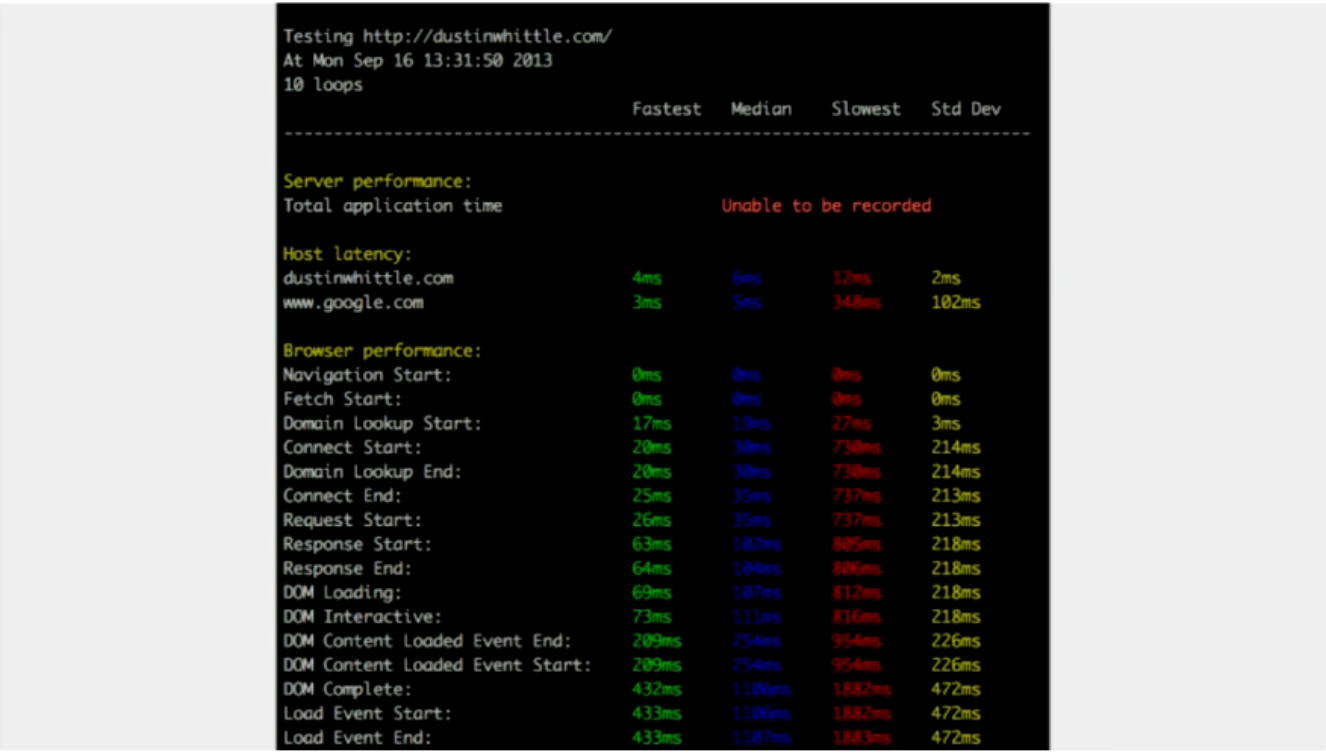 Testing http://dustinwhittle.com/
At Mon Sep 16 13:31:50 2013
10 loops
Fastest Median Slowest Std Dev
--------------------------------------------------------------------------
Server performance:
Total application time Unable to be recorded
Host latency:
dustinwhittle.com 4ms 6ms 12ms 2ms
www.google.com 3ms 5ms 348ms 102ms
Browser performance:
Navigation Start: 0ms 0ms 0ms 0ms
Fetch Start: 0ms 0ms 0ms 0ms
Domain Lookup Start: 17ms 27ms 3ms
Connect Start: 20ms 30ms 730ms 214ms
Domain Lookup End: 20ms 30ms 730ms 214ms
Connect End: 25ms 35ms 737ms 213ms
Request Start: 26ms 35ms 737ms 213ms
Response Start: 63ms 102ms 805ms 218ms
Response End: 64ms 104ms 806ms 218ms
DOM Loading: 69ms 107ms 812ms 218ms
DOM Interactive: 73ms 111ms 816ms 218ms
DOM Content Loaded Event End: 209ms 254ms 954ms 226ms
DOM Content Loaded Event Start: 209ms 254ms 954ms 226ms
DOM Complete: 432ms 1106ms 1882ms 472ms
Load Event Start: 433ms 1106ms 1882ms 472ms
Load Event End: 433ms 1107ms 1883ms 472ms